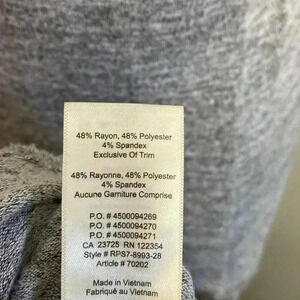 48% Rayon, 48% Polyester
4% Spandex
Exclusive Of Trim
48% Rayonne, 48% Polyester
4% Spandex
Aucune Garniture Comprise
P.O. # 4500094269
P.O. # 4500094270
P.O. # 4500094271
CA 23725 RN 122354
Style # RPS7-8993-28
Article # 70202
Made in Vietnam
Fabriqué au Vietnam